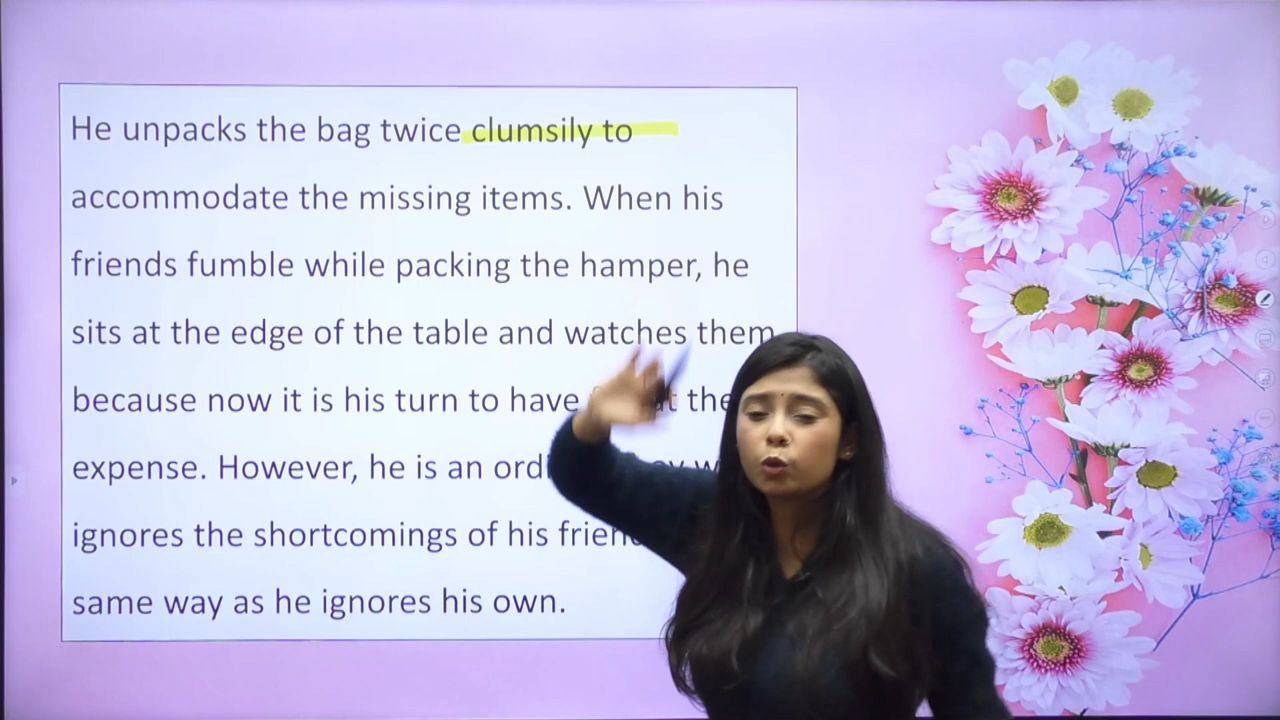 He unpacks the bag twice clumsily to
accommodate the missing items. When his
friends fumble while packing the hamper, he
sits at the edge of the table and watches them
because now it is his turn to have the
expense. However, he is an
ignores the shortcomings of his
same way as he ignores his own.